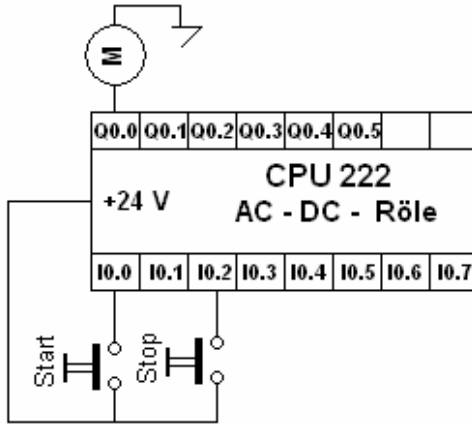 M
Q0.0 Q0.1 Q0.2 Q0.3 Q0.4 Q0.5
CPU 222
+24 V
AC - DC - Röle
I0.0 I0.1 I0.2 I0.3 I0.4 I0.5 I0.6 I0.7
Start
Stop